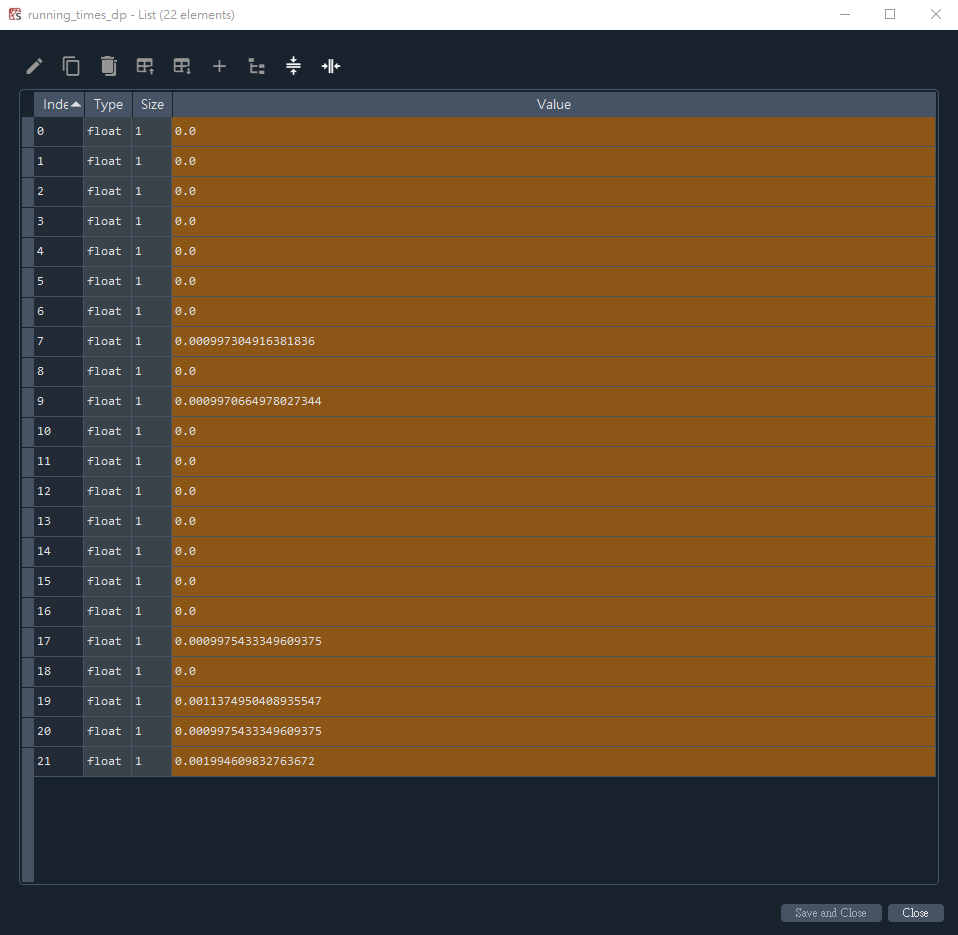 running_times_dp - List (22 elements)
Inde Type Size Value
0 float 1 0.0
1 float 1 0.0
2 float 1 0.0
3 float 1 0.0
4 float 1 0.0
5 float 1 0.0
6 float 1 0.0
7 float 1 0.000997304916381836
8 float 1 0.0
9 float 1 0.0009970664978027344
10 float 1 0.0
11 float 1 0.0
12 float 1 0.0
13 float 1 0.0
14 float 1 0.0
15 float 1 0.0
16 float 1 0.0
17 float 1 0.0009975433349609375
18 float 1 0.0
19 float 1 0.0011374950408935547
20 float 1 0.0009975433349609375
21 float 1 0.001994609832763672
Save and Close Close